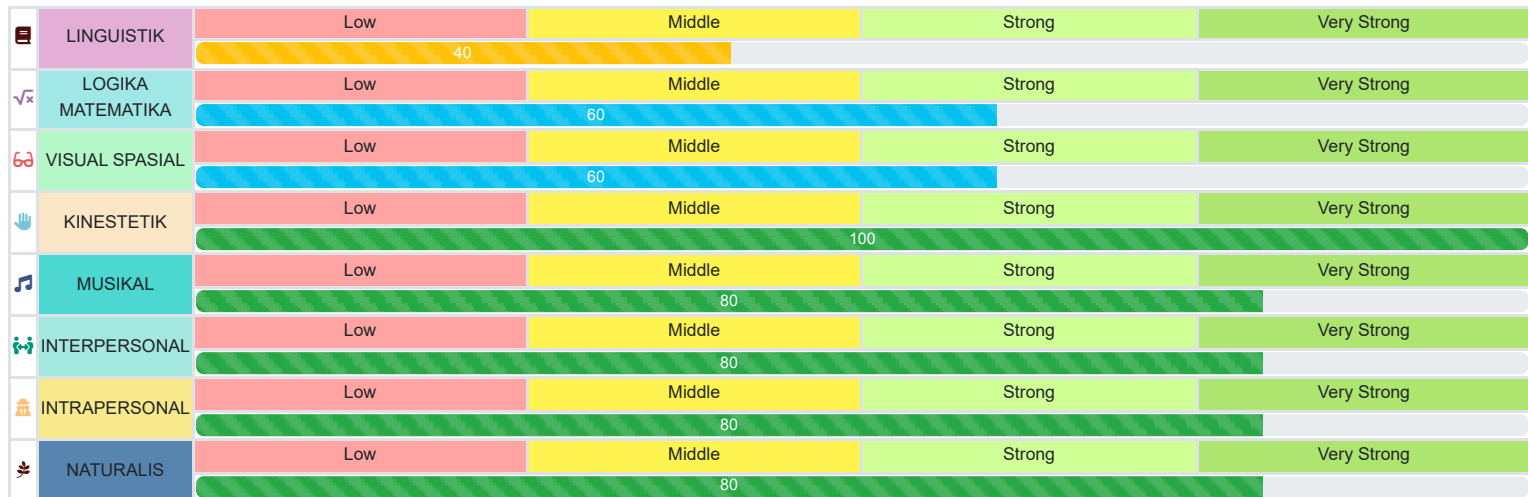 Low Middle Strong Very Strong
LINGUISTIK
40
LOGIKA
MATEMATIKA
Low Middle Strong Very Strong
60
Low Middle Strong Very Strong
VISUAL SPASIAL
60
Low Middle Strong Very Strong
KINESTETIK
100
Low Middle Strong Very Strong
MUSIKAL
80
Low Middle Strong Very Strong
INTERPERSONAL
80
Low Middle Strong Very Strong
INTRAPERSONAL
80
Low Middle Strong Very Strong
NATURALIS
80